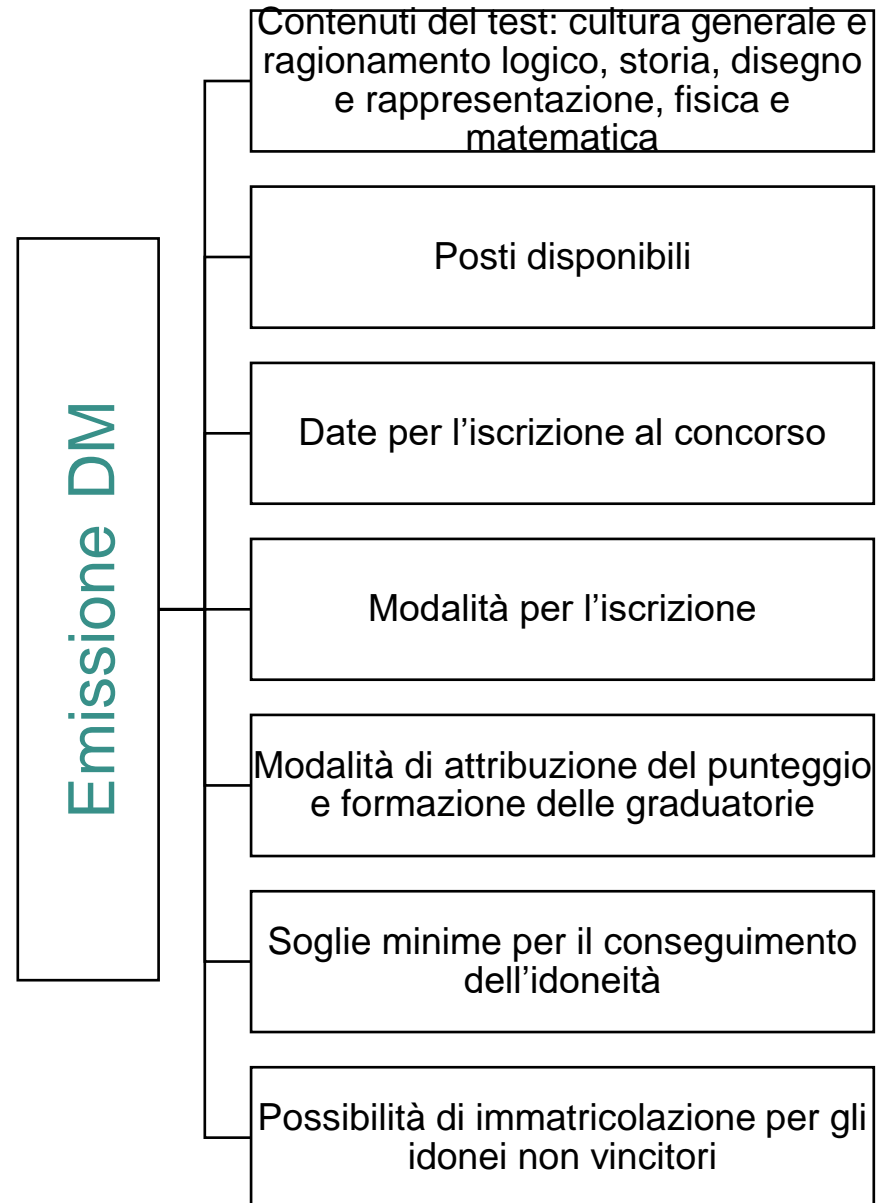 Emissione DM
Contenuti del test: cultura generale e
ragionamento logico, storia, disegno
e rappresentazione, fisica e
matematica
Posti disponibili
Date per l’iscrizione al concorso
Modalità per l’iscrizione
Modalità di attribuzione del punteggio
e formazione delle graduatorie
Soglie minime per il conseguimento
dell’idoneità
Possibilità di immatricolazione per gli
idonei non vincitori